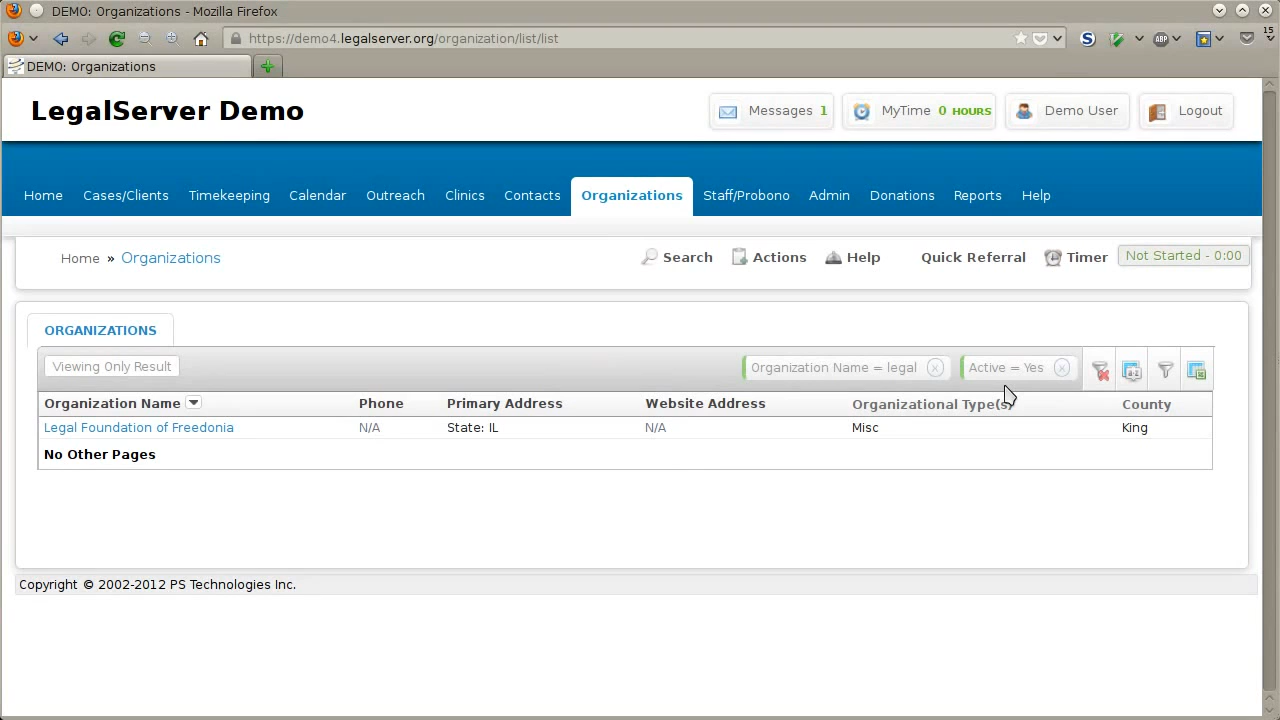 DEMO: Organizations - Mozilla Firefox
https://demo4.legalserver.org/organization/list/list
S
ABP
15
DEMO: Organizations
LegalServer Demo
Messages 1
MyTime 0 HOURS
Demo User
Logout
Home Cases/Clients Timekeeping Calendar Outreach Clinics Contacts Organizations Staff/Probono Admin Donations Reports Help
Home » Organizations
Search Actions Help Quick Referral Timer Not Started - 0:00
ORGANIZATIONS
Viewing Only Result
Organization Name = legal
Active = Yes
Organization Name Phone Primary Address Website Address Organizational Type(s) County
Legal Foundation of Freedonia N/A State: IL N/A Misc King
No Other Pages
Copyright © 2002-2012 PS Technologies Inc.